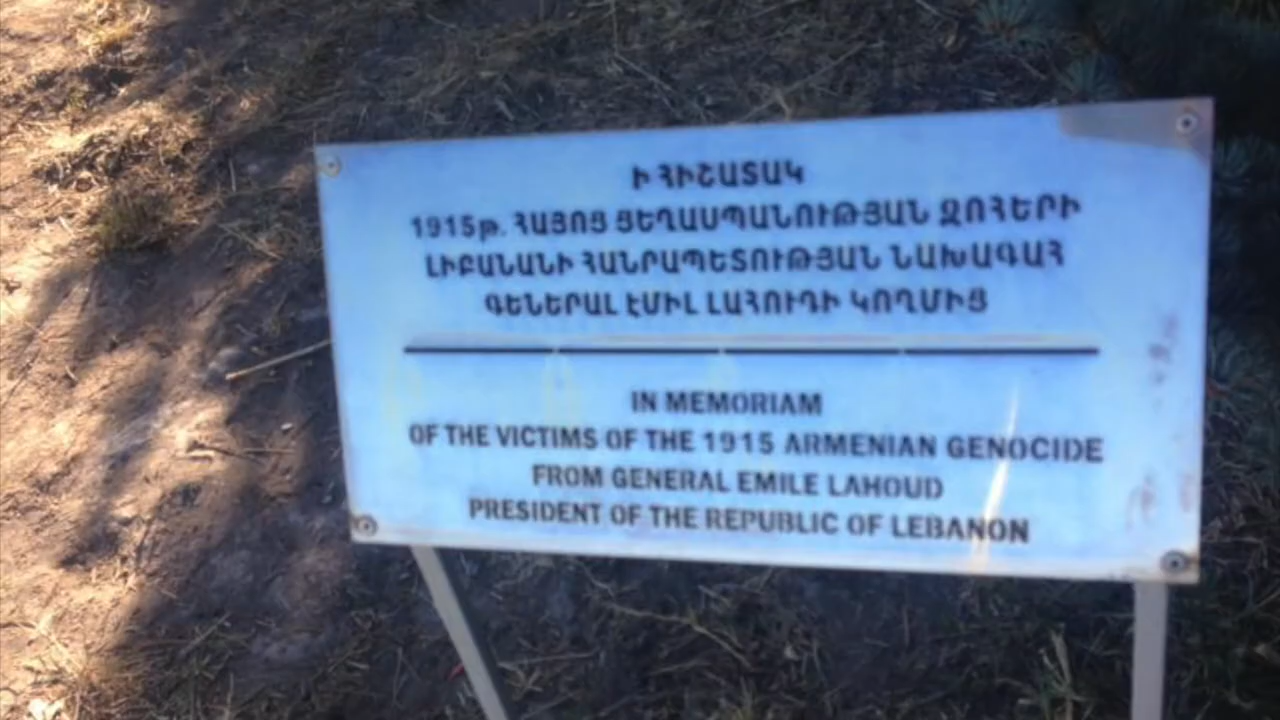 Ի ՀԻՇԱՏԱԿ
1915թ. ՀԱՅՈՑ ՑԵՂԱՍՊԱՆՈՒԹՅԱՆ ԶՈՀԵՐԻ
ԼԻԲԱՆԱՆԻ ՀԱՆՐԱՊԵՏՈՒԹՅԱՆ ՆԱԽԱԳԱՀ
ԳԵՆԵՐԱԼ ԷՄԻԼ ԼԱՀՈՒԴԻ ԿՈՂՄԻՑ
IN MEMORIAM
OF THE VICTIMS OF THE 1915 ARMENIAN GENOCIDE
FROM GENERAL EMILE LAHOUD
PRESIDENT OF THE REPUBLIC OF LEBANON